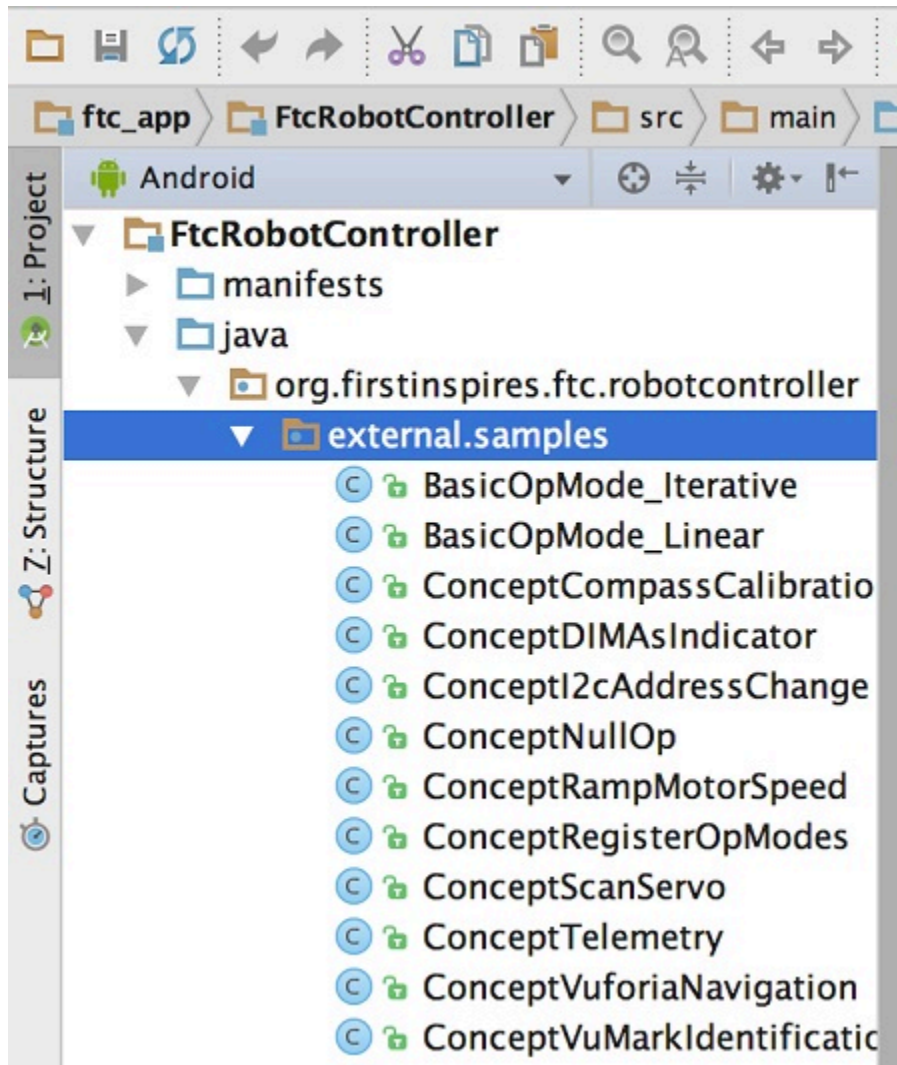 ftc_app FtcRobotController src main
Android
1: Project
FtcRobotController
manifests
java
org.firstinspires.ftc.robotcontroller
external.samples
BasicOpMode_Iterative
BasicOpMode_Linear
ConceptCompassCalibratio
ConceptDIMAsIndicator
ConceptI2cAddressChange
ConceptNullOp
ConceptRampMotorSpeed
ConceptRegisterOpModes
ConceptScanServo
ConceptTelemetry
ConceptVuforiaNavigation
ConceptVuMarkIdentificatic
7: Structure
Captures